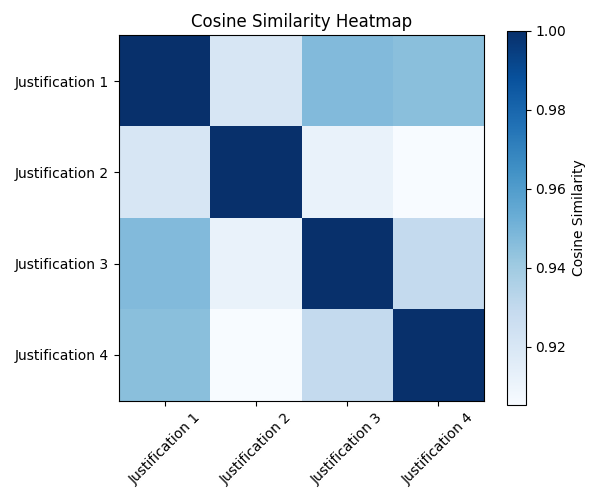 Cosine Similarity Heatmap
Justification 1
Justification 2
Justification 3
Justification 4
Justification 1
Justification 2
Justification 3
Justification 4
1.00
0.98
0.96
0.94
0.92
Cosine Similarity